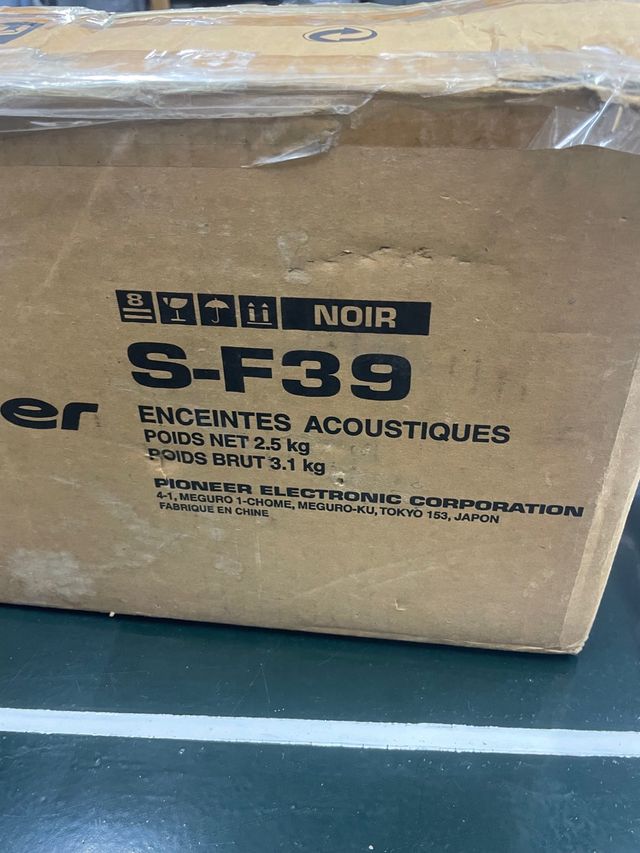 8
NOIR
S-F39
er
ENCEINTES ACOUSTIQUES
POIDS NET 2.5 kg
POIDS BRUT 3.1 kg
PIONEER ELECTRONIC CORPORATION
4-1, MEGURO 1-CHOME, MEGURO-KU, TOKYO 153, JAPON
FABRIQUE EN CHINE